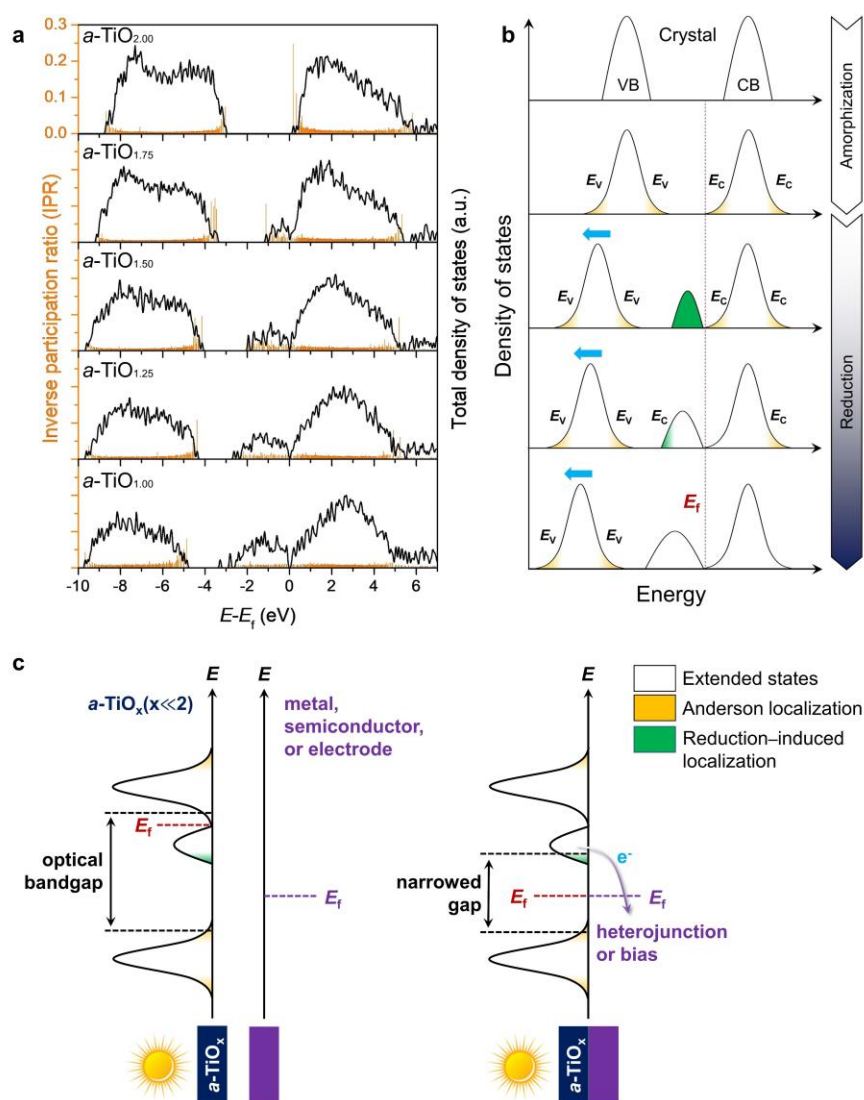 a
Inverse participation ratio (IPR)
0.3
0.2
0.1
0.0
a-TiO2.00
a-TiO1.75
a-TiO1.50
a-TiO1.25
a-TiO1.00
-10 -8 -6 -4 -2 0 2 4 6
E-Ef (eV)
Total density of states (a.u.)
b
Density of states
Crystal
VB CB
EV EV EC EC
EV EV EC EC
EV EV EC EC
Ef
EV EV
Energy
Amorphization
Reduction
c
E E
a-TiOx(x≪2)
metal,
semiconductor,
or electrode
Ef
optical
bandgap
Ef
a-TiOx
E
e-
narrowed
gap
Ef Ef
heterojunction
or bias
a-TiOx
Extended states
Anderson localization
Reduction–induced
localization